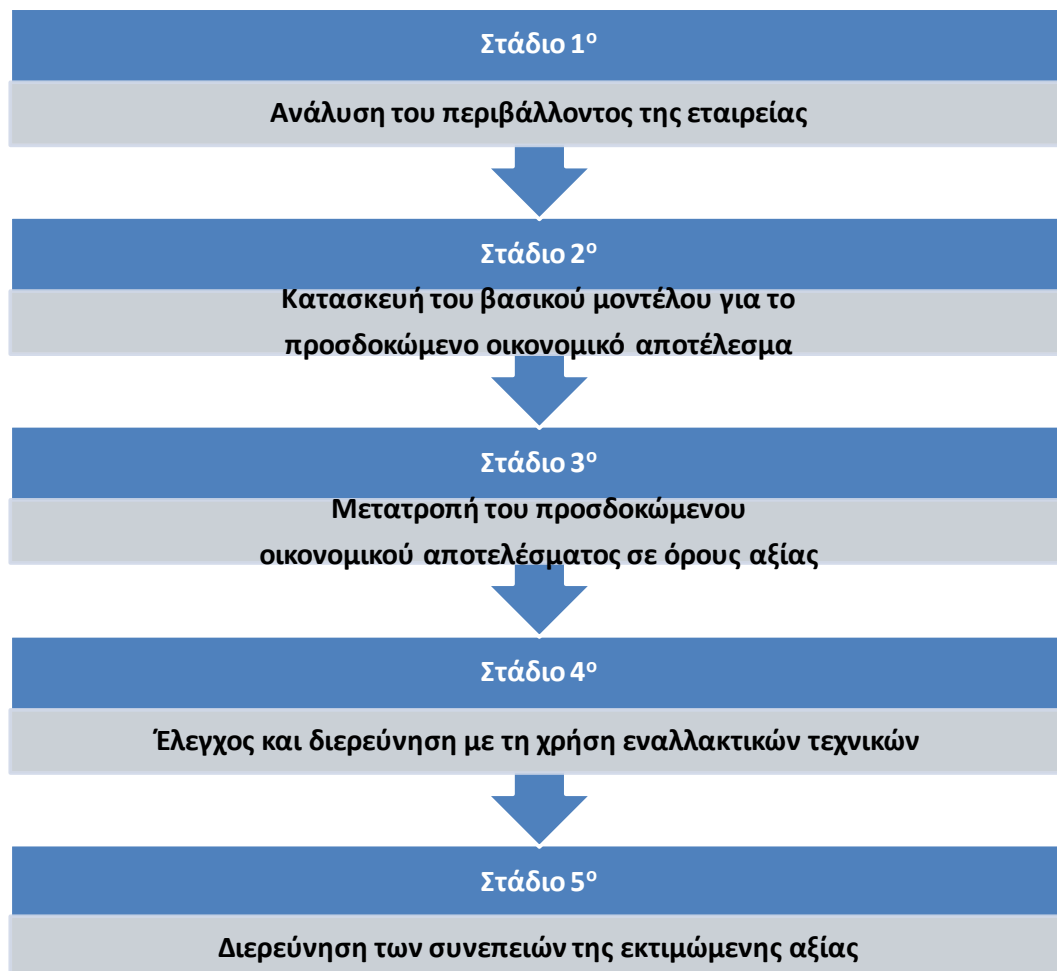 Στάδιο 1ο
Ανάλυση του περιβάλλοντος της εταιρείας
Στάδιο 2ο
Κατασκευή του βασικού μοντέλου για το
προσδοκώμενο οικονομικό αποτέλεσμα
Στάδιο 3ο
Μετατροπή του προσδοκώμενου
οικονομικού αποτελέσματος σε όρους αξίας
Στάδιο 4ο
Έλεγχος και διερεύνηση με τη χρήση εναλλακτικών τεχνικών
Στάδιο 5ο
Διερεύνηση των συνεπειών της εκτιμώμενης αξίας